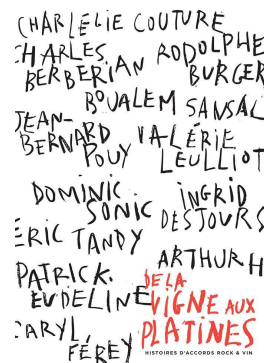 CHARLÉLIE COUTURE
CHARLES BERBERIAN
RODOLPHE BURGER
BOUALEM SANSAL
JEAN-BERNARD POUY
VALÉRIE LEULLIOT
DOMINIC SONIC
INGRID DESJOURS
ERIC TANDY
ARTHUR H
PATRICK EUDELINE
CARYL FÉREY
DE LA
VIGNE AUX
PLATINES
HISTOIRES D'ACCORDS ROCK & VIN